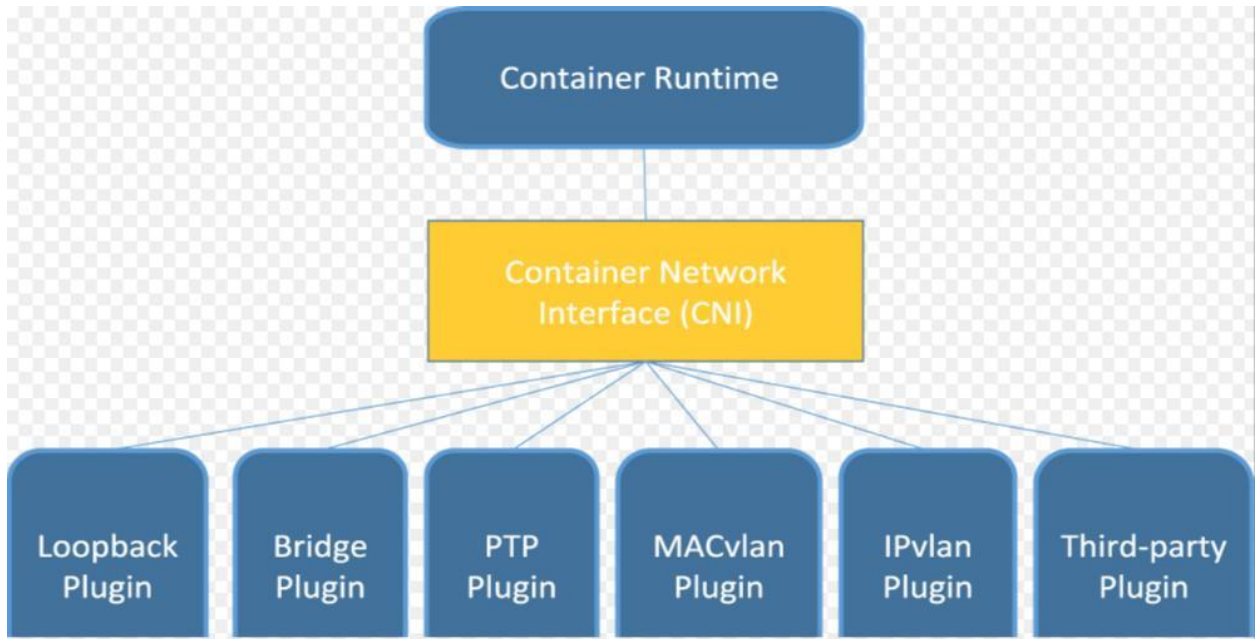 Container Runtime
Container Network
Interface (CNI)
Loopback
Plugin
Bridge
Plugin
PTP
Plugin
MACvlan
Plugin
IPvlan
Plugin
Third-party
Plugin